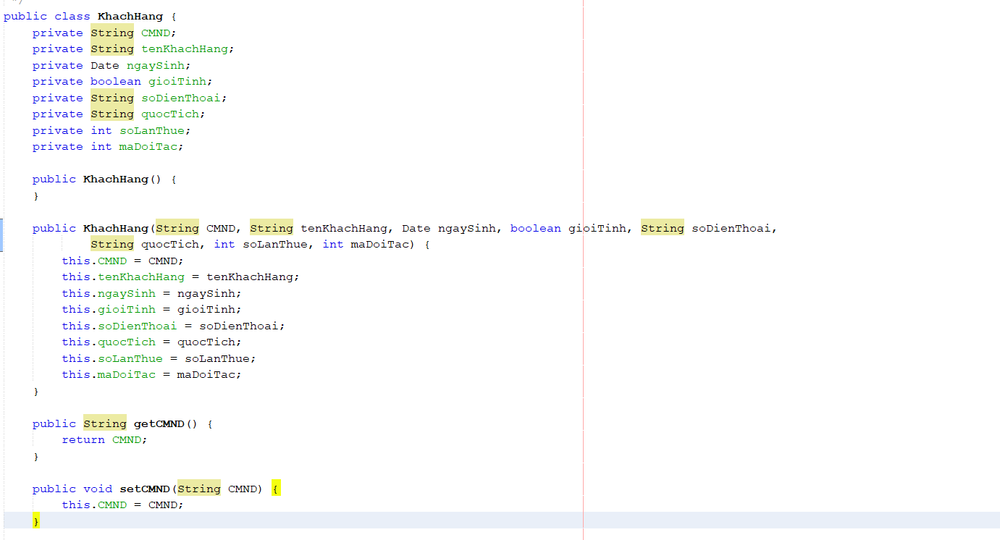 */
public class KhachHang {
    private String CMND;
    private String tenKhachHang;
    private Date ngaySinh;
    private boolean gioiTinh;
    private String soDienThoai;
    private String quocTich;
    private int soLanThue;
    private int maDoiTac;

    public KhachHang() {
    }

    public KhachHang(String CMND, String tenKhachHang, Date ngaySinh, boolean gioiTinh, String soDienThoai,
            String quocTich, int soLanThue, int maDoiTac) {
        this.CMND = CMND;
        this.tenKhachHang = tenKhachHang;
        this.ngaySinh = ngaySinh;
        this.gioiTinh = gioiTinh;
        this.soDienThoai = soDienThoai;
        this.quocTich = quocTich;
        this.soLanThue = soLanThue;
        this.maDoiTac = maDoiTac;
    }

    public String getCMND() {
        return CMND;
    }

    public void setCMND(String CMND) {
        this.CMND = CMND;
    }